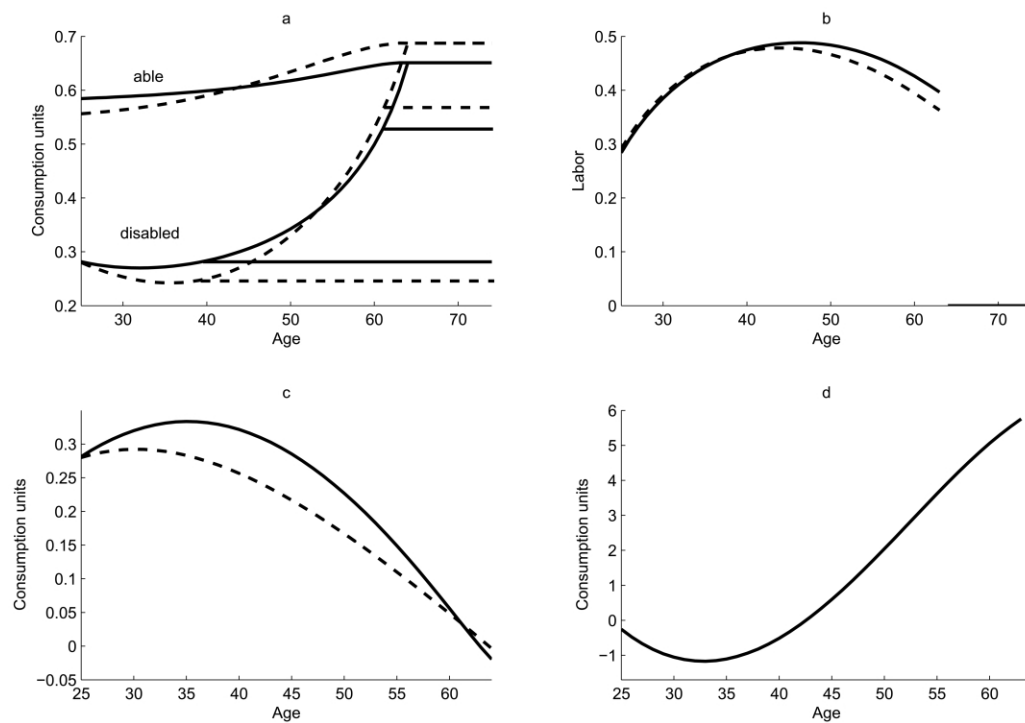 a
0.7
0.6
0.5
0.4
0.3
0.2
Consumption units
able
disabled
30 40 50 60 70
Age
b
0.5
0.4
0.3
0.2
0.1
0
Labor
30 40 50 60 70
Age
c
0.3
0.25
0.2
0.15
0.1
0.05
0
−0.05
Consumption units
25 30 35 40 45 50 55 60
Age
d
6
5
4
3
2
1
0
−1
Consumption units
25 30 35 40 45 50 55 60
Age